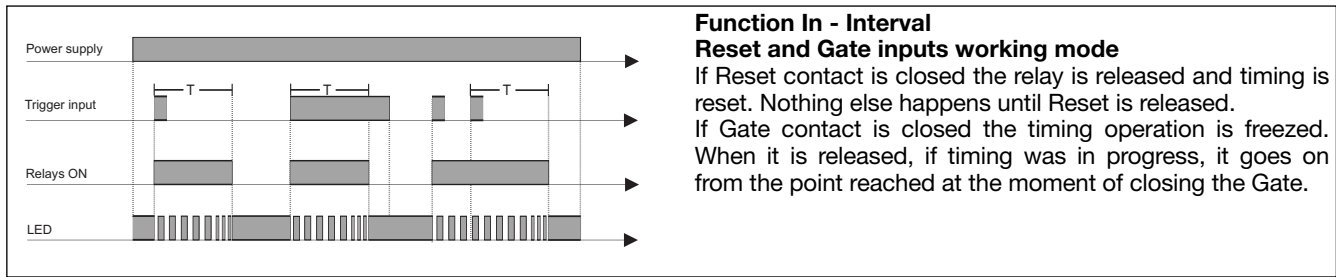 Power supply
T
T
T
Trigger input
Relays ON
LED
Function In - Interval
Reset and Gate inputs working mode
If Reset contact is closed the relay is released and timing is
reset. Nothing else happens until Reset is released.
If Gate contact is closed the timing operation is freezed.
When it is released, if timing was in progress, it goes on
from the point reached at the moment of closing the Gate.